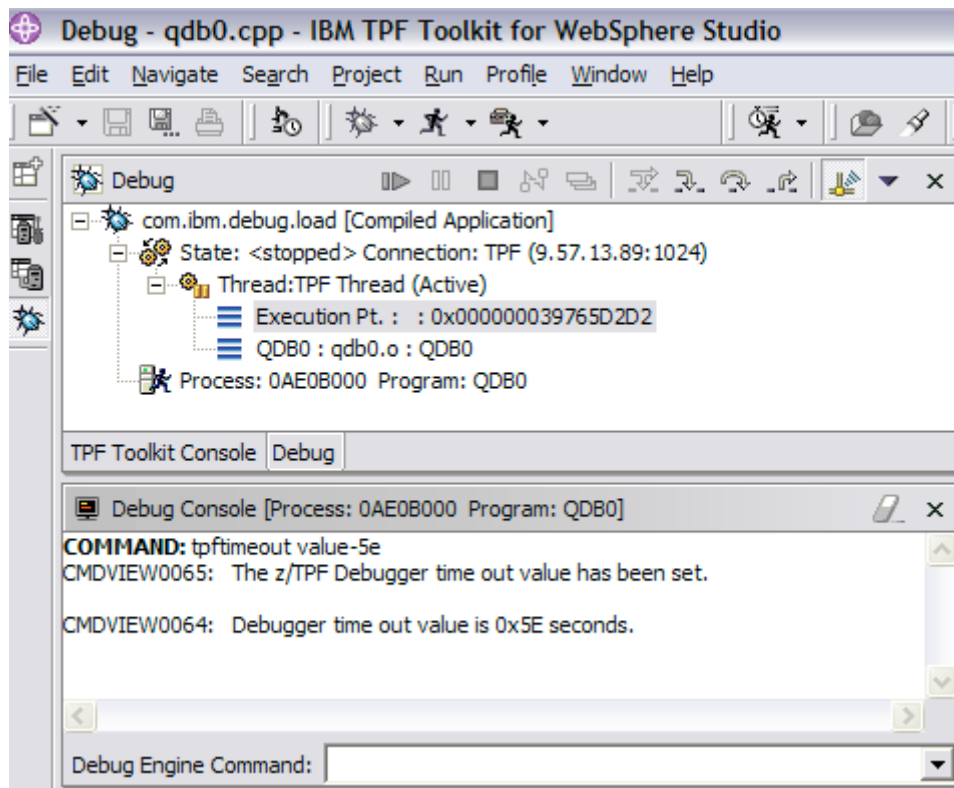 Debug - qdb0.cpp - IBM TPF Toolkit for WebSphere Studio
File Edit Navigate Search Project Run Profile Window Help
Debug
com.ibm.debug.load [Compiled Application]
State: <stopped> Connection: TPF (9.57.13.89:1024)
Thread:TPF Thread (Active)
Execution Pt. : : 0x000000039765D2D2
QDB0 : qdb0.o : QDB0
Process: 0AE0B000 Program: QDB0
TPF Toolkit Console Debug
Debug Console [Process: 0AE0B000 Program: QDB0]
COMMAND: tpftimeout value-5e
CMDVIEW0065: The z/TPF Debugger time out value has been set.
CMDVIEW0064: Debugger time out value is 0x5E seconds.
Debug Engine Command: